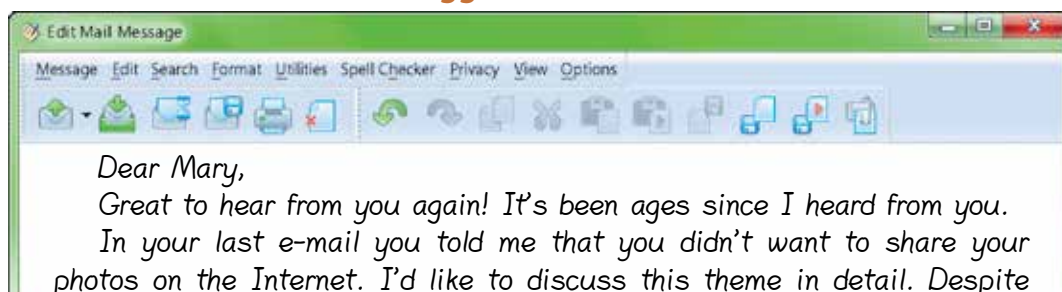 Edit Mail Message
Message Edit Search Format Utilities Spell Checker Privacy View Options
Dear Mary,
Great to hear from you again! It's been ages since I heard from you.
In your last e-mail you told me that you didn't want to share your
photos on the Internet. I'd like to discuss this theme in detail. Despite